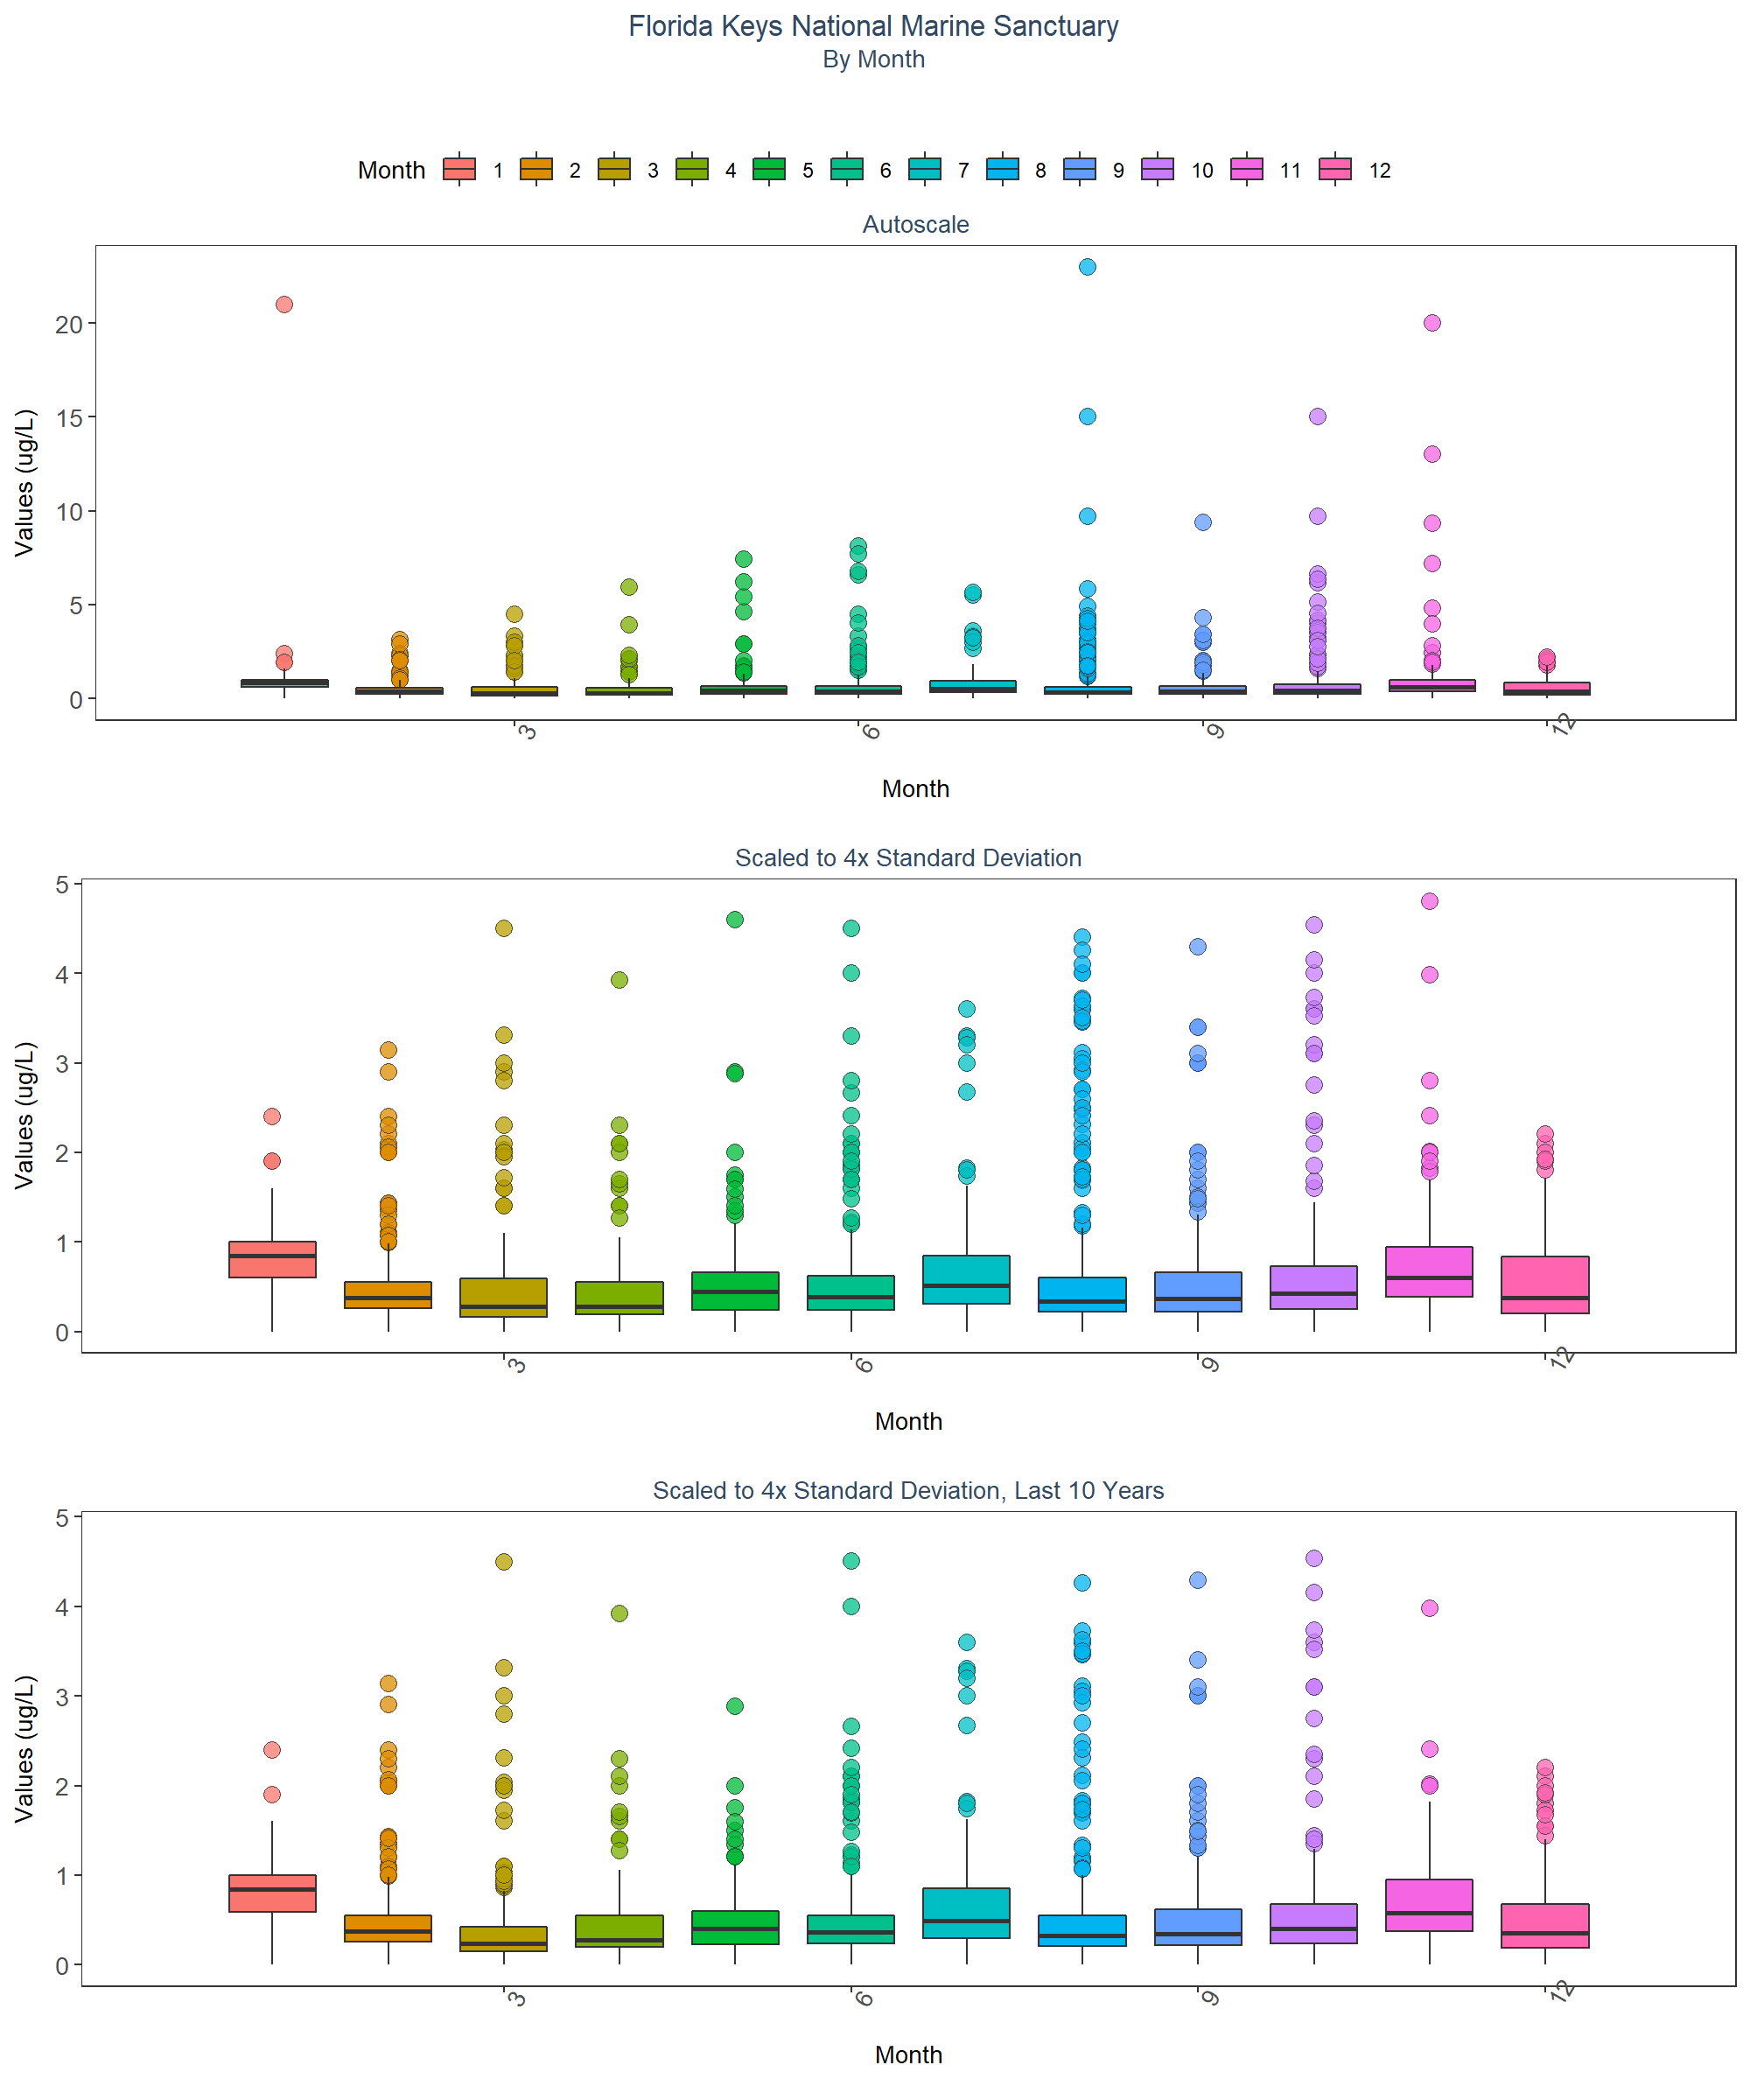 Florida Keys National Marine Sanctuary
By Month
Month 1 2 3 4 5 6 7 8 9 10 11 12
Autoscale
Values (ug/L)
20
15
10
5
0
3 6 9 12
Month
Scaled to 4x Standard Deviation
Values (ug/L)
5
4
3
2
1
0
3 6 9 12
Month
Scaled to 4x Standard Deviation, Last 10 Years
Values (ug/L)
5
4
3
2
1
0
3 6 9 12
Month